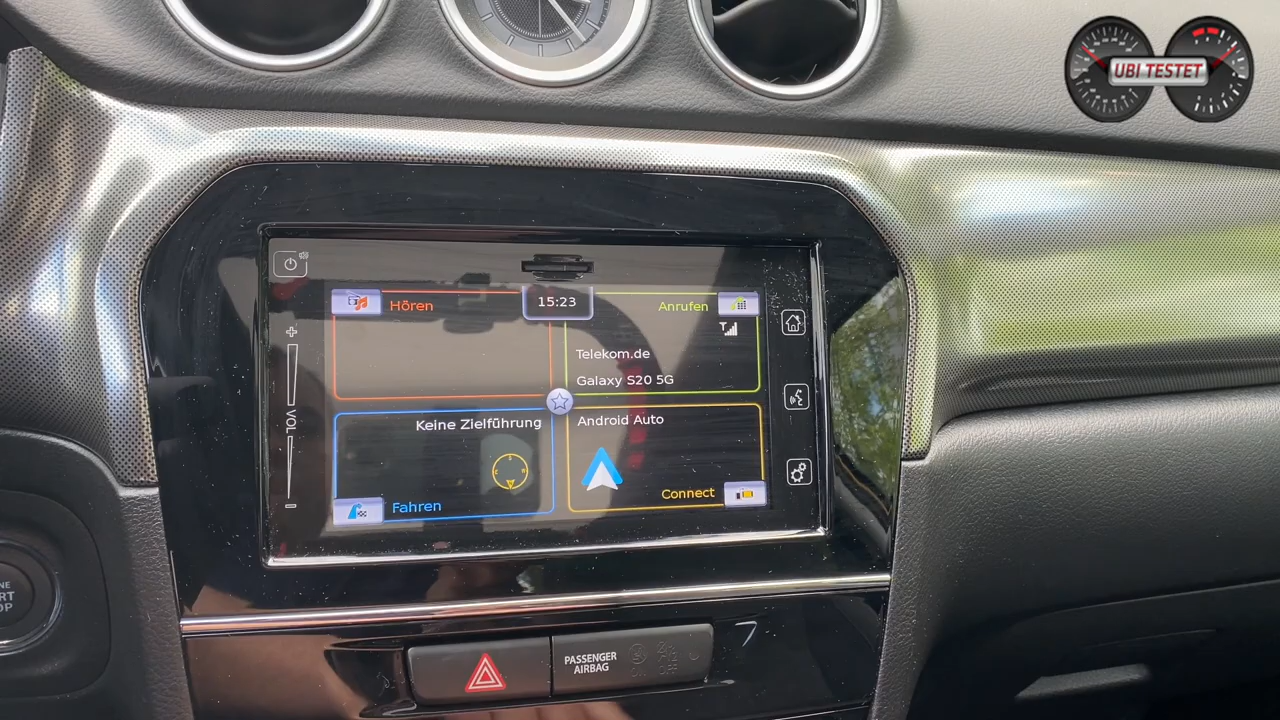 UBI TESTET
Hören
15:23
Anrufen
Telekom.de
Galaxy S20 5G
VOL
Keine Zielführung
Android Auto
Fahren
Connect
PASSENGER
AIRBAG